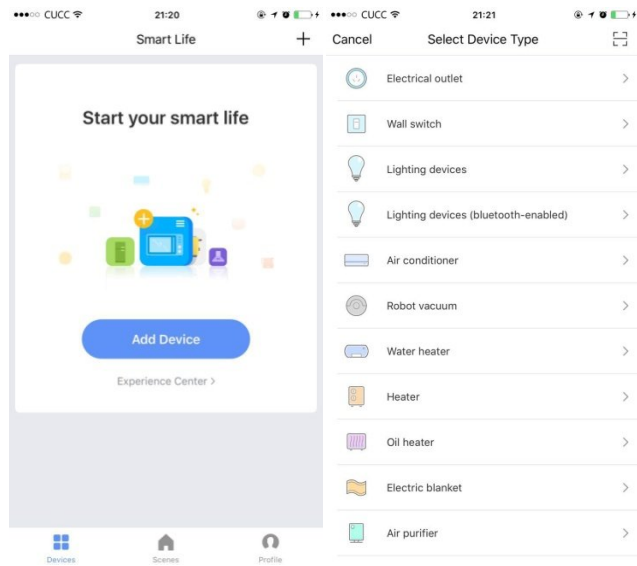 CUCC
21:20
Smart Life
Start your smart life
Add Device
Experience Center >
Devices
Scenes
Profile
CUCC
21:21
Cancel
Select Device Type
Electrical outlet
Wall switch
Lighting devices
Lighting devices (bluetooth-enabled)
Air conditioner
Robot vacuum
Water heater
Heater
Oil heater
Electric blanket
Air purifier